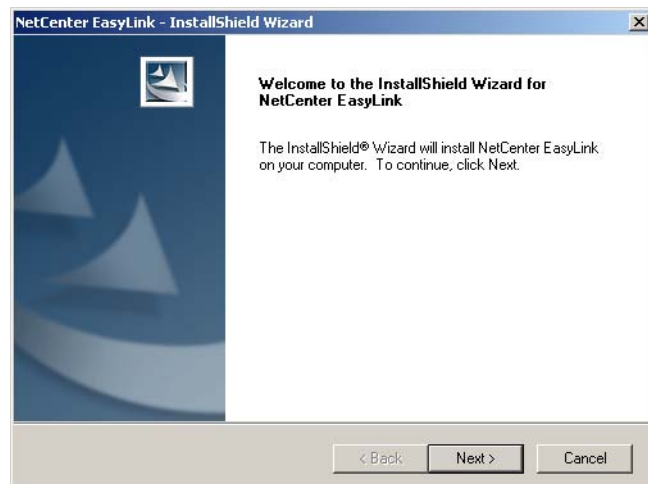 NetCenter EasyLink - InstallShield Wizard
Welcome to the InstallShield Wizard for
NetCenter EasyLink
The InstallShield® Wizard will install NetCenter EasyLink
on your computer.  To continue, click Next.
< Back
Next >
Cancel